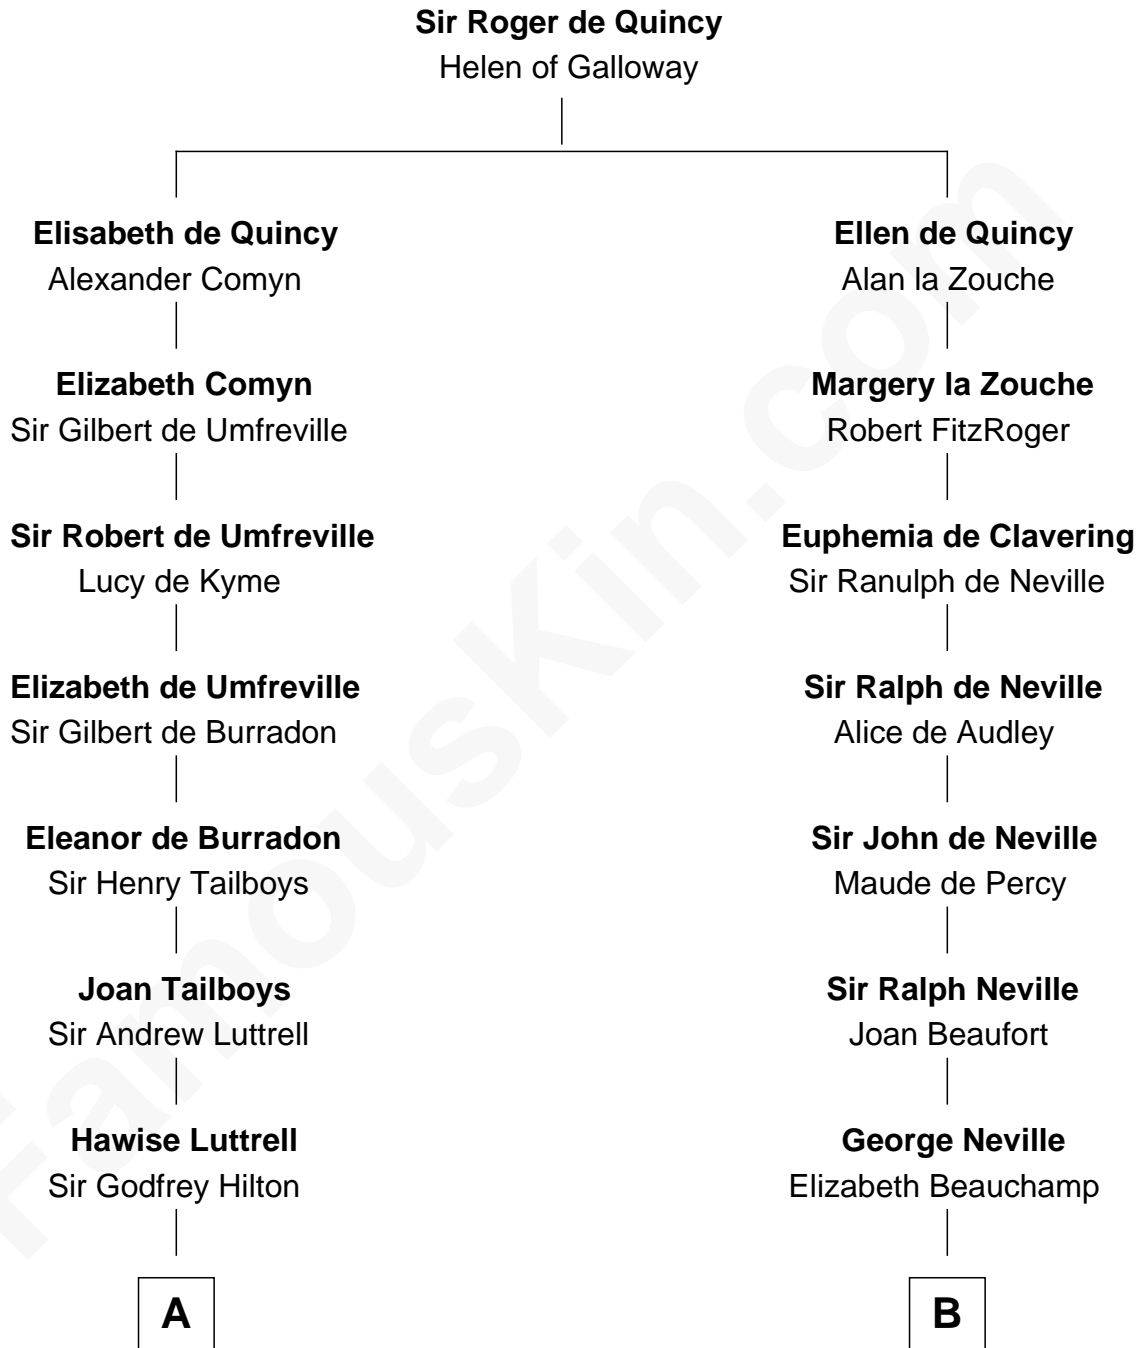 Sir Roger de Quincy
Helen of Galloway
Elisabeth de Quincy
Alexander Comyn
Ellen de Quincy
Alan la Zouche
Elizabeth Comyn
Sir Gilbert de Umfreville
Margery la Zouche
Robert FitzRoger
Sir Robert de Umfreville
Lucy de Kyme
Euphemia de Clavering
Sir Ranulph de Neville
Elizabeth de Umfreville
Sir Gilbert de Burradon
Sir Ralph de Neville
Alice de Audley
Eleanor de Burradon
Sir Henry Tailboys
Sir John de Neville
Maude de Percy
Joan Tailboys
Sir Andrew Luttrell
Sir Ralph Neville
Joan Beaufort
Hawise Luttrell
Sir Godfrey Hilton
George Neville
Elizabeth Beauchamp
A
B
FamousKin.com